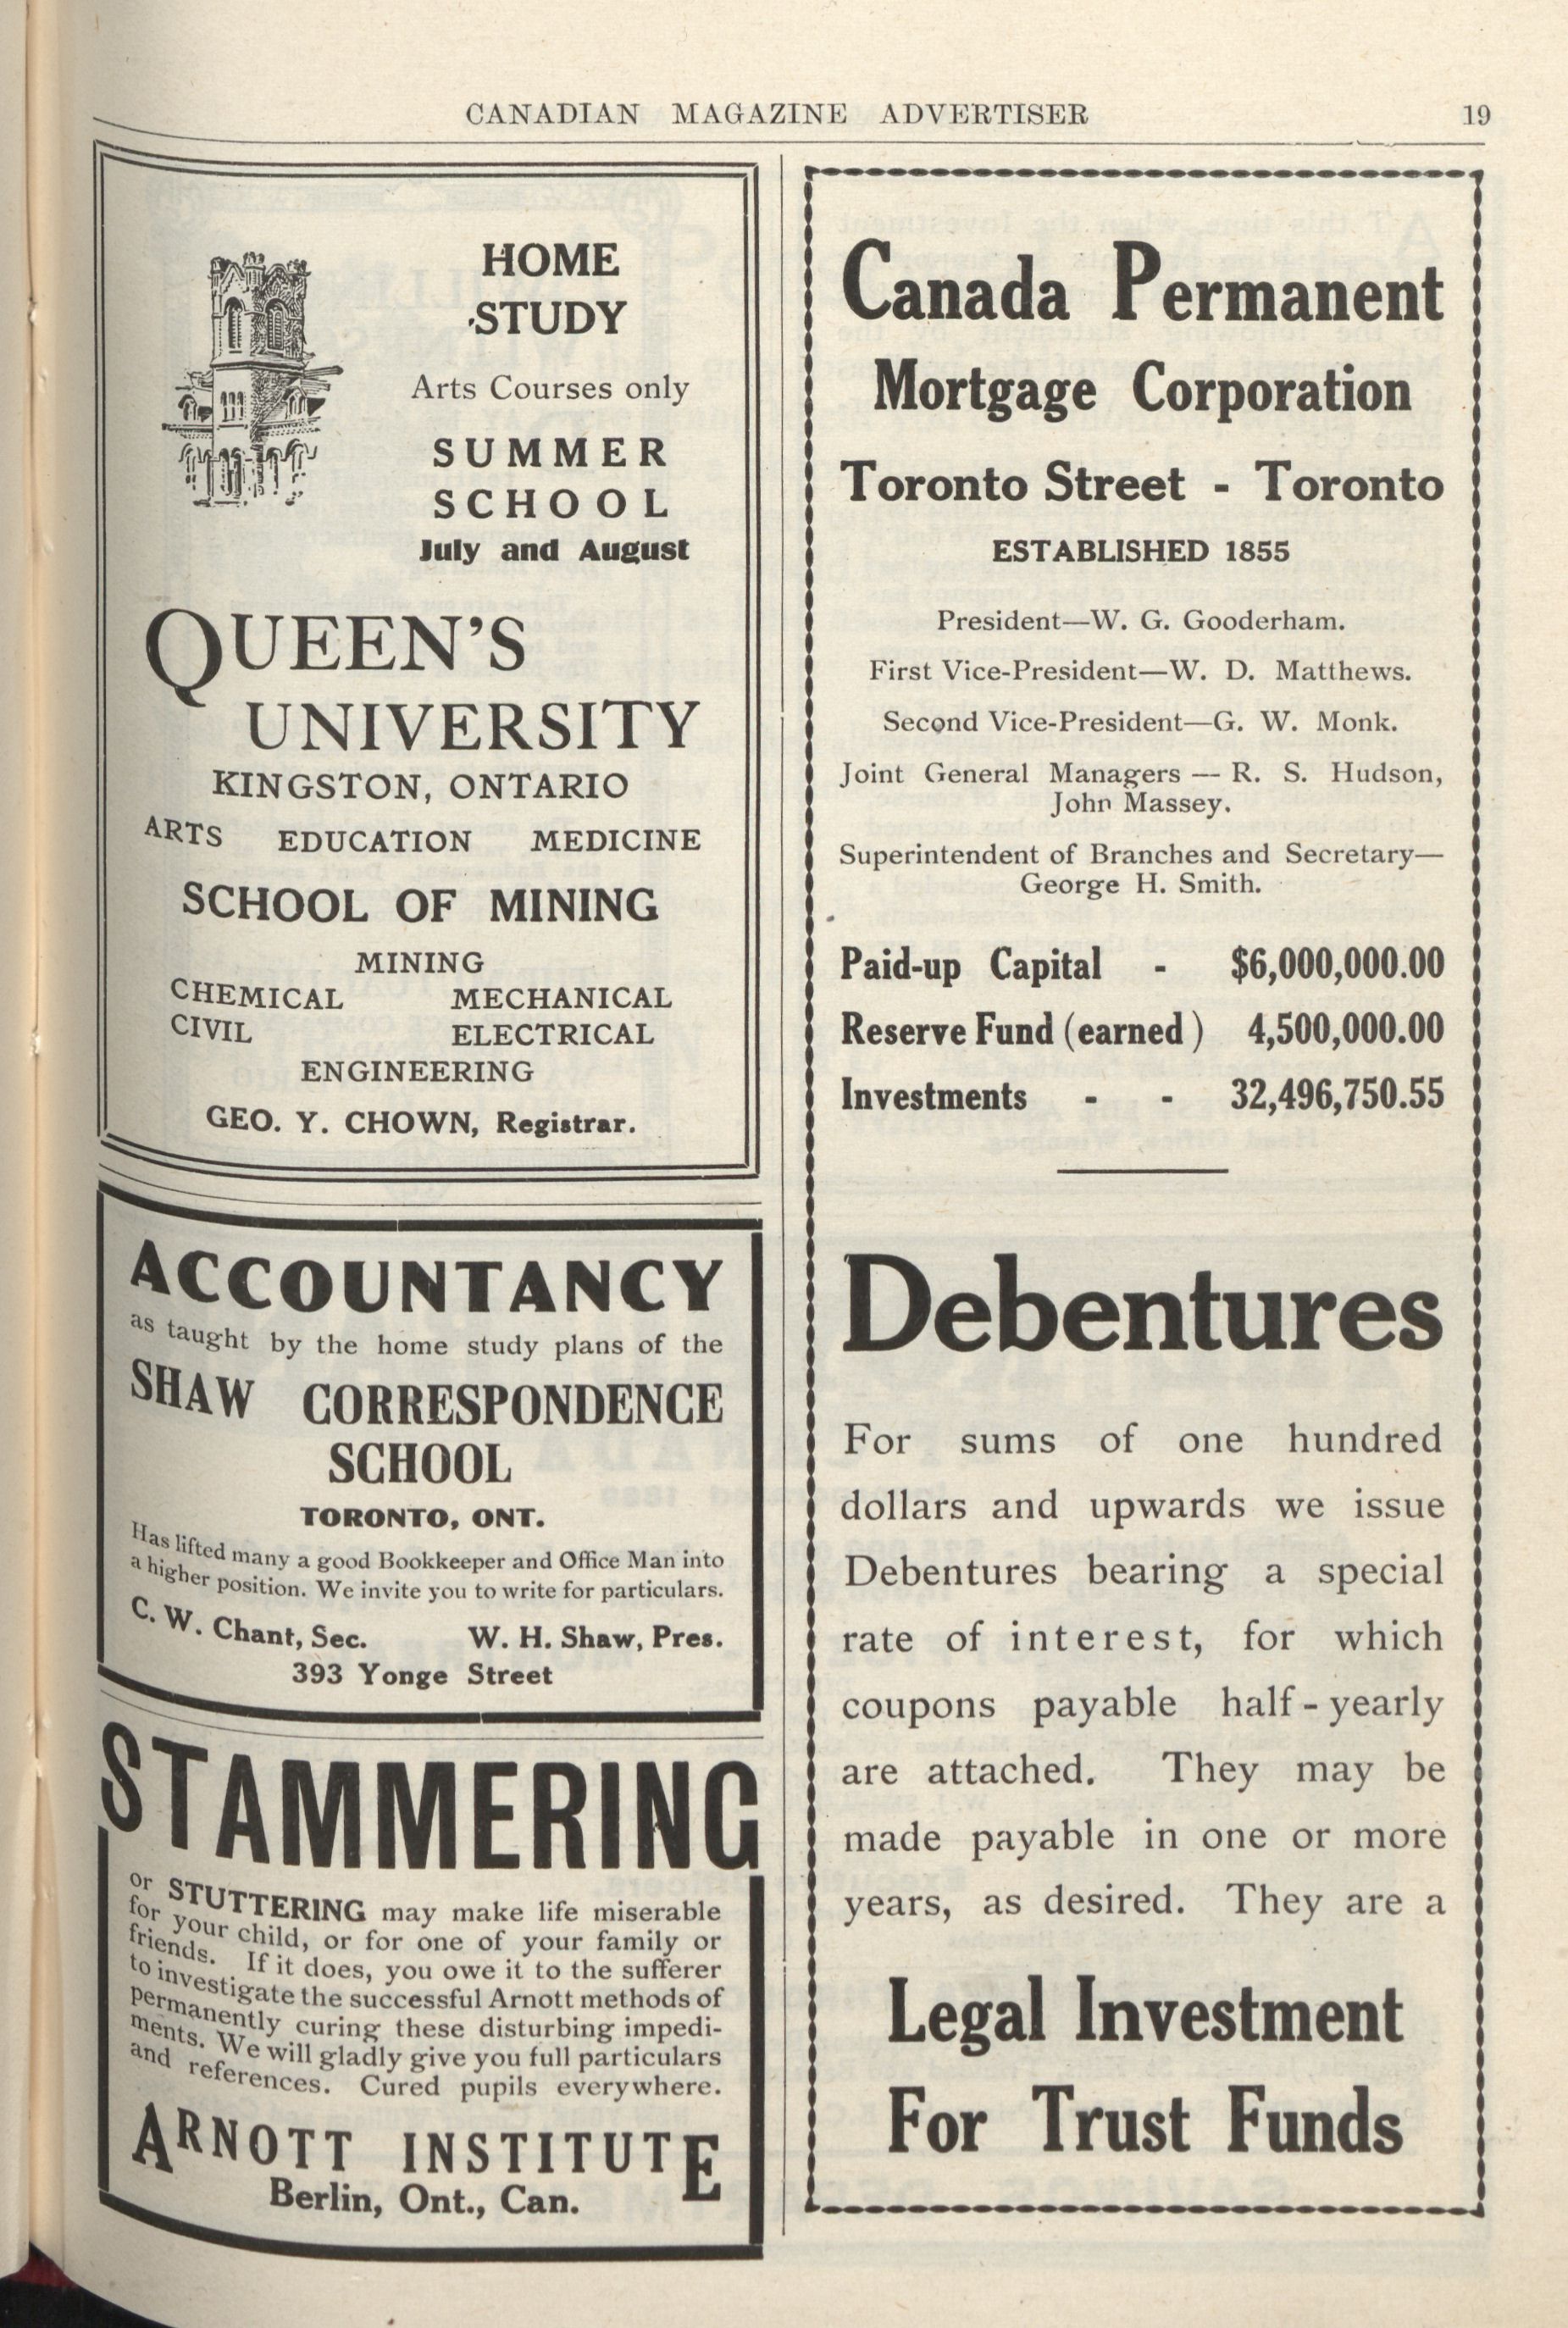 CANADIAN MAGAZINE ADVERTISER 19
HOME
STUDY
Arts Courses only
SUMMER
SCHOOL
July and August
QUEEN'S
UNIVERSITY
KINGSTON, ONTARIO
ARTS EDUCATION MEDICINE
SCHOOL OF MINING
MINING
CHEMICAL MECHANICAL
CIVIL ELECTRICAL
ENGINEERING
GEO. Y. CHOWN, Registrar.
ACCOUNTANCY
as taught by the home study plans of the
SHAW CORRESPONDENCE
SCHOOL
TORONTO, ONT.
Has lifted many a good Bookkeeper and Office Man into
a higher position. We invite you to write for particulars.
C. W. Chant, Sec. W. H. Shaw, Pres.
393 Yonge Street
STAMMERING
or STUTTERING may make life miserable
for your child, or for one of your family or
friends. If it does, you owe it to the sufferer
to investigate the successful Arnott methods of
permanently curing these disturbing impedi-
ments. We will gladly give you full particulars
and references. Cured pupils everywhere.
ARNOTT INSTITUTE
Berlin, Ont., Can.
Canada Permanent
Mortgage Corporation
Toronto Street - Toronto
ESTABLISHED 1855
President—W. G. Gooderham.
First Vice-President—W. D. Matthews.
Second Vice-President—G. W. Monk.
Joint General Managers — R. S. Hudson,
John Massey.
Superintendent of Branches and Secretary—
George H. Smith.
Paid-up Capital - $6,000,000.00
Reserve Fund (earned) 4,500,000.00
Investments - - 32,496,750.55
Debentures
For sums of one hundred
dollars and upwards we issue
Debentures bearing a special
rate of interest, for which
coupons payable half-yearly
are attached. They may be
made payable in one or more
years, as desired. They are a
Legal Investment
For Trust Funds